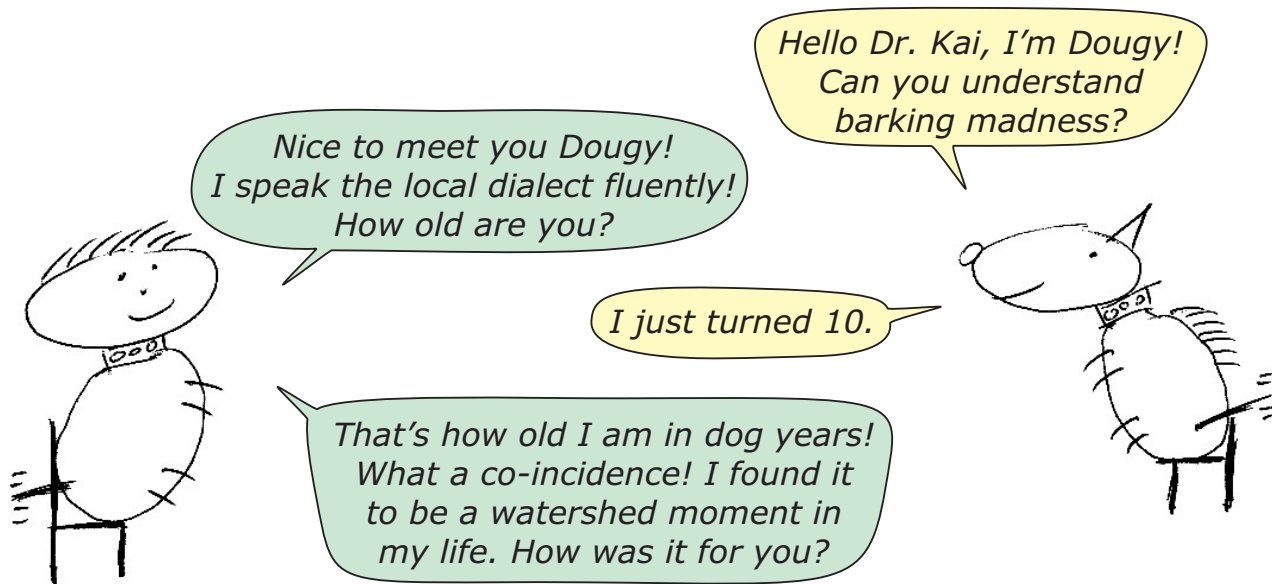 Hello Dr. Kai, I’m Dougy!
Can you understand
barking madness?
Nice to meet you Dougy!
I speak the local dialect fluently!
How old are you?
I just turned 10.
That’s how old I am in dog years!
What a co-incidence! I found it
to be a watershed moment in
my life. How was it for you?